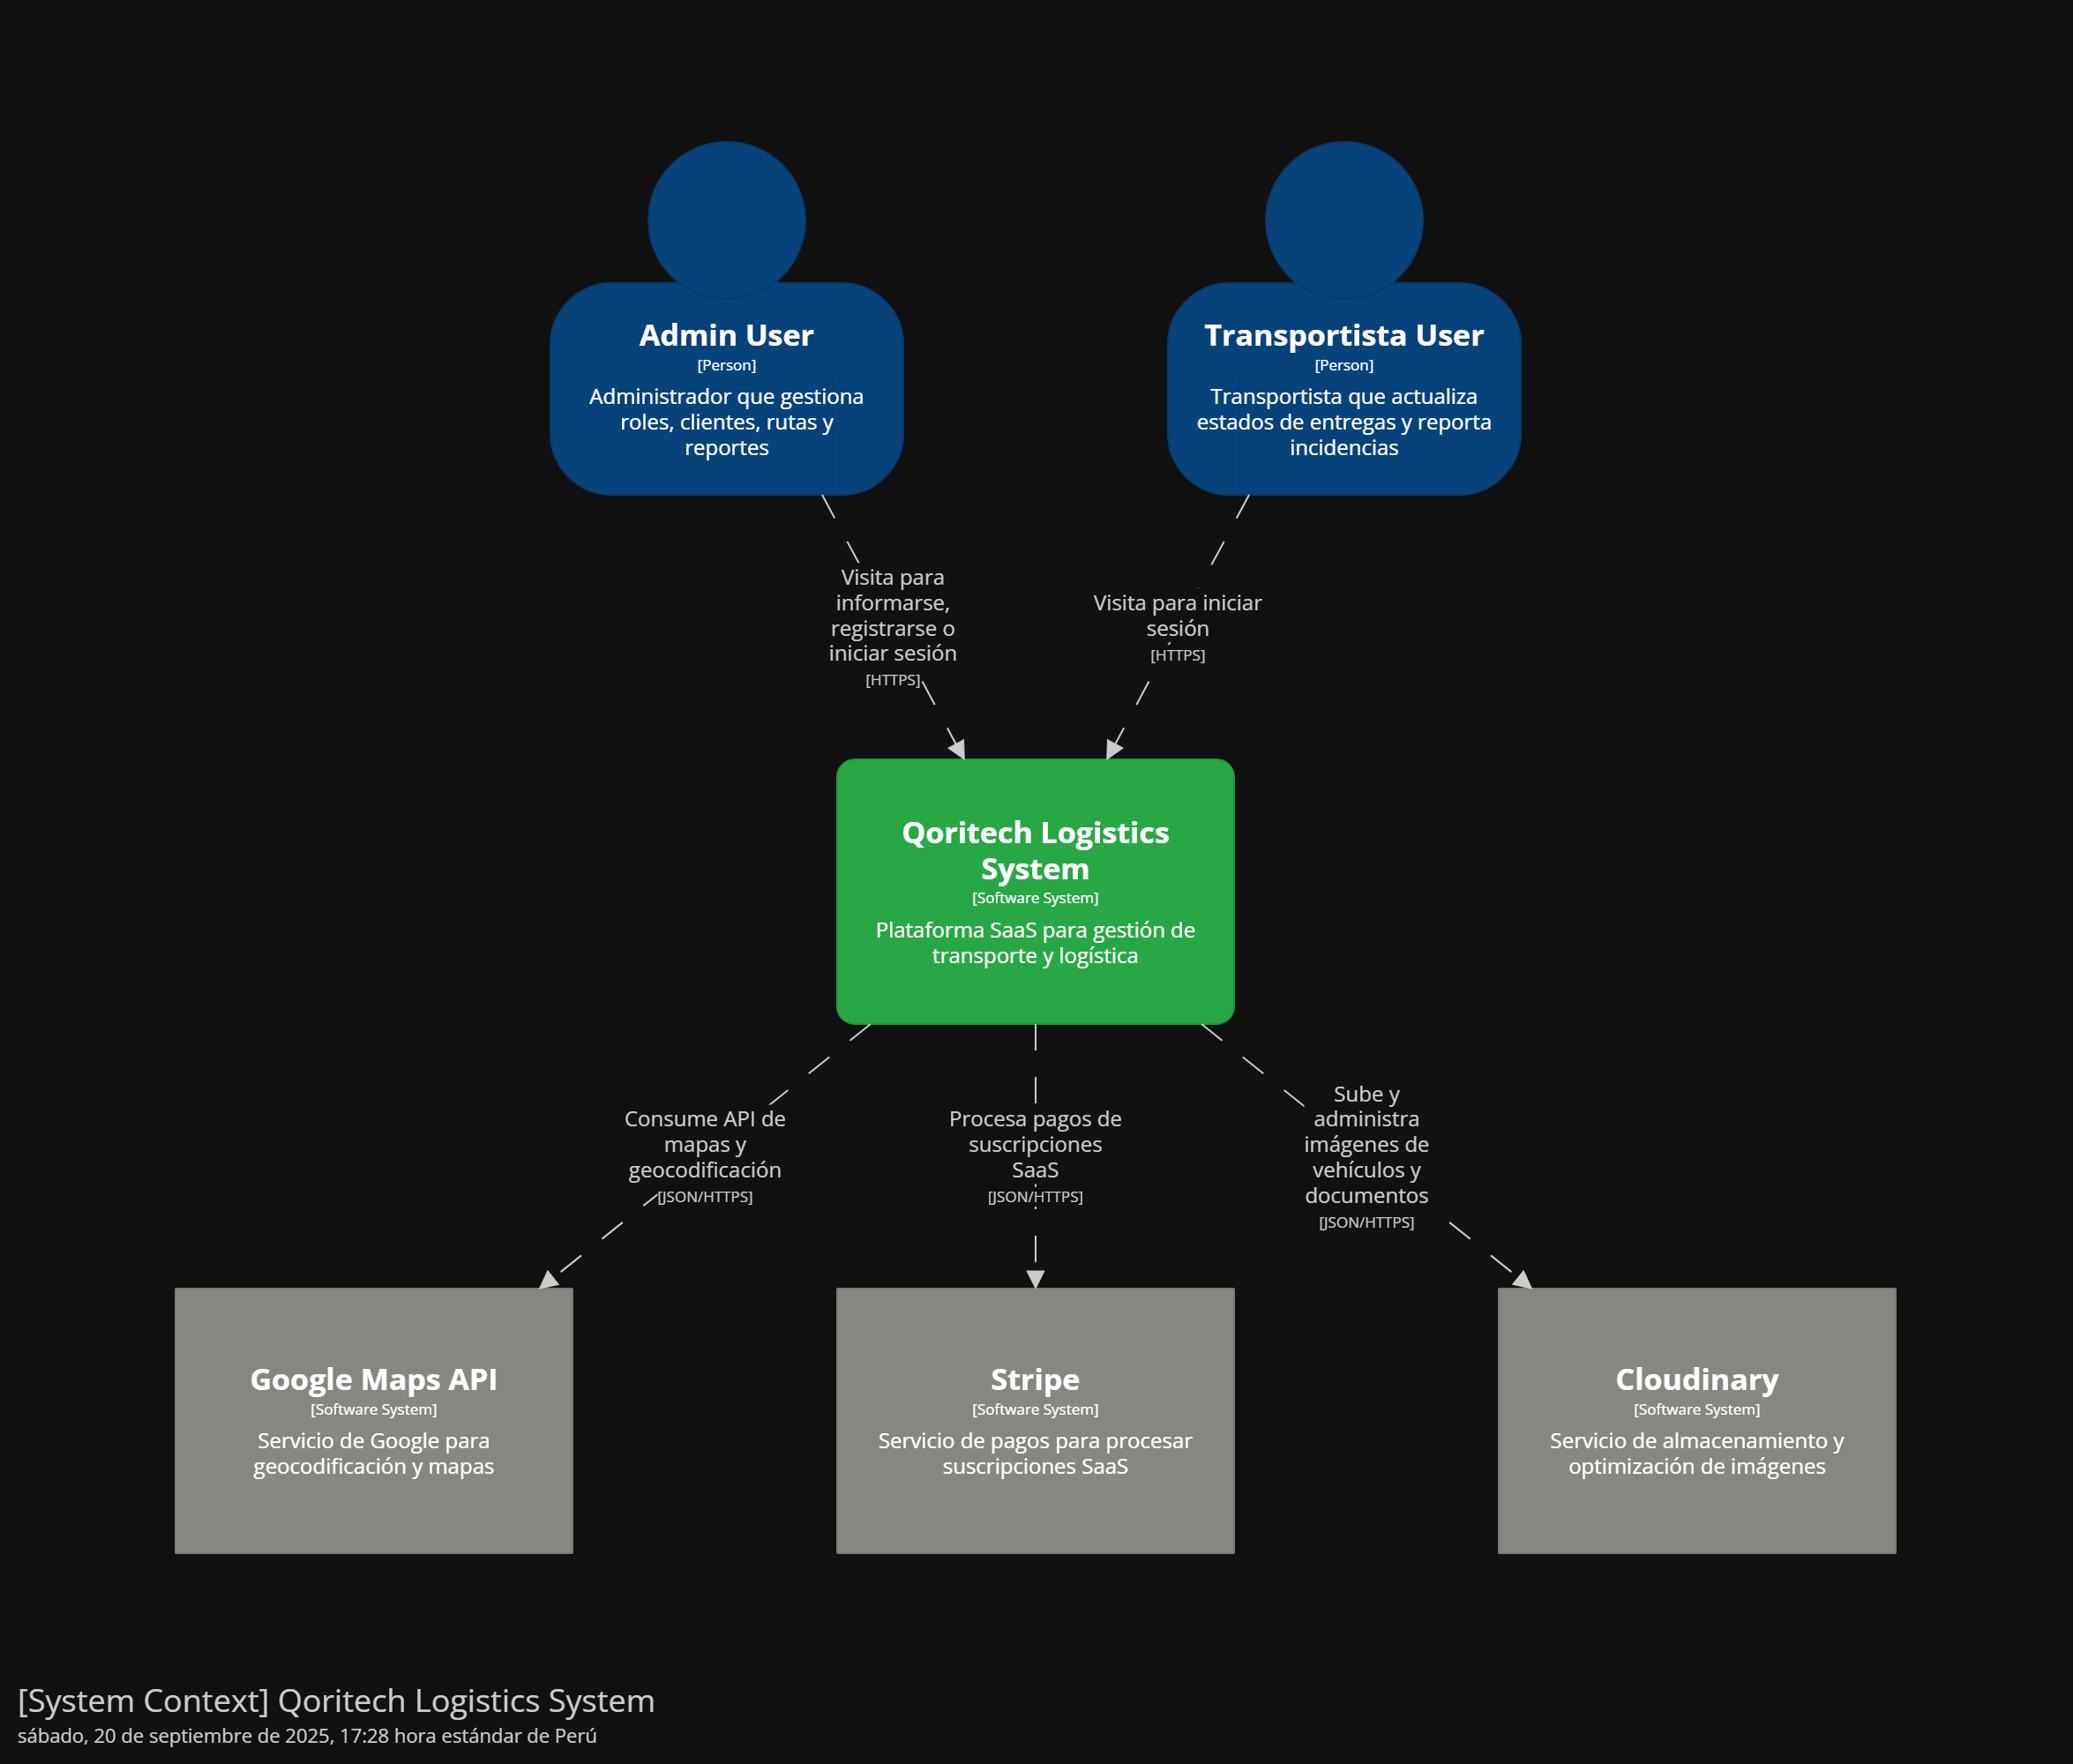 Admin User
[Person]
Administrador que gestiona
roles, clientes, rutas y
reportes
Transportista User
[Person]
Transportista que actualiza
estados de entregas y reporta
incidencias
Visita para
informarse,
registrarse o
iniciar sesión
[HTTPS]
Visita para iniciar
sesión
[HTTPS]
Qoritech Logistics
System
[Software System]
Plataforma SaaS para gestión de
transporte y logística
Consume API de
mapas y
geocodificación
[JSON/HTTPS]
Procesa pagos de
suscripciones
SaaS
[JSON/HTTPS]
Sube y
administra
imágenes de
vehículos y
documentos
[JSON/HTTPS]
Google Maps API
[Software System]
Servicio de Google para
geocodificación y mapas
Stripe
[Software System]
Servicio de pagos para procesar
suscripciones SaaS
Cloudinary
[Software System]
Servicio de almacenamiento y
optimización de imágenes
[System Context] Qoritech Logistics System
sábado, 20 de septiembre de 2025, 17:28 hora estándar de Perú